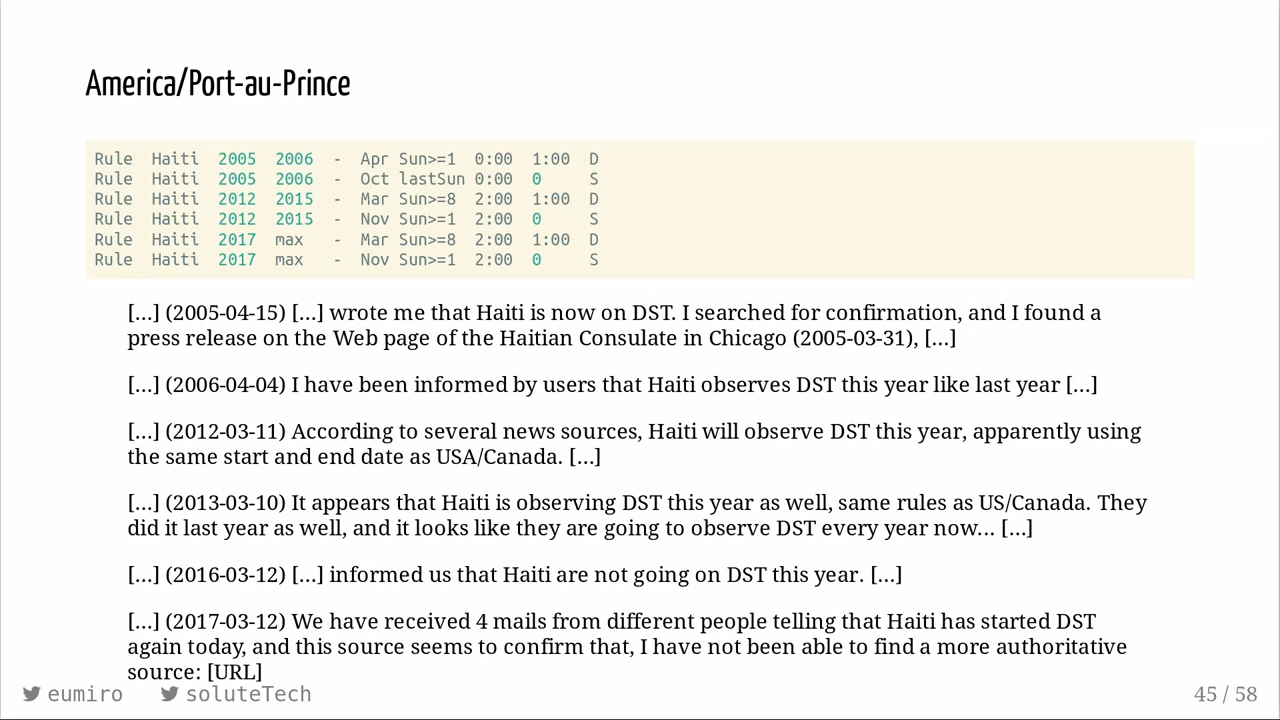 America/Port-au-Prince
Rule  Haiti  2005  2006  -  Apr Sun>=1  0:00  1:00  D
Rule  Haiti  2005  2006  -  Oct lastSun 0:00  0     S
Rule  Haiti  2012  2015  -  Mar Sun>=8  2:00  1:00  D
Rule  Haiti  2012  2015  -  Nov Sun>=1  2:00  0     S
Rule  Haiti  2017  max   -  Mar Sun>=8  2:00  1:00  D
Rule  Haiti  2017  max   -  Nov Sun>=1  2:00  0     S
[...] (2005-04-15) [...] wrote me that Haiti is now on DST. I searched for confirmation, and I found a
press release on the Web page of the Haitian Consulate in Chicago (2005-03-31), [...]
[...] (2006-04-04) I have been informed by users that Haiti observes DST this year like last year [...]
[...] (2012-03-11) According to several news sources, Haiti will observe DST this year, apparently using
the same start and end date as USA/Canada. [...]
[...] (2013-03-10) It appears that Haiti is observing DST this year as well, same rules as US/Canada. They
did it last year as well, and it looks like they are going to observe DST every year now... [...]
[...] (2016-03-12) [...] informed us that Haiti are not going on DST this year. [...]
[...] (2017-03-12) We have received 4 mails from different people telling that Haiti has started DST
again today, and this source seems to confirm that, I have not been able to find a more authoritative
source: [URL]
eumiro soluteTech 45 / 58